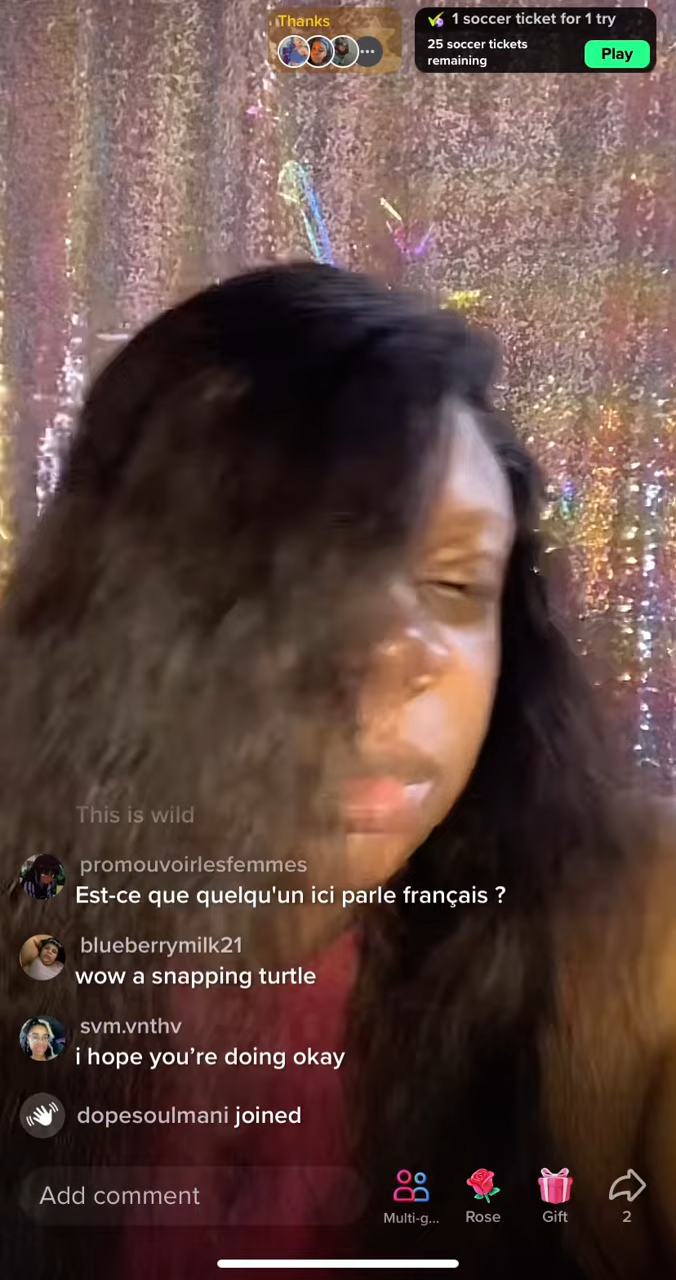 Thanks
1 soccer ticket for 1 try
25 soccer tickets
remaining
Play
This is wild
promouvoirlesfemmes
Est-ce que quelqu'un ici parle français ?
blueberrymilk21
wow a snapping turtle
svm.vnthv
i hope you’re doing okay
dopesoulmani joined
Add comment
Multi-g...
Rose
Gift
2